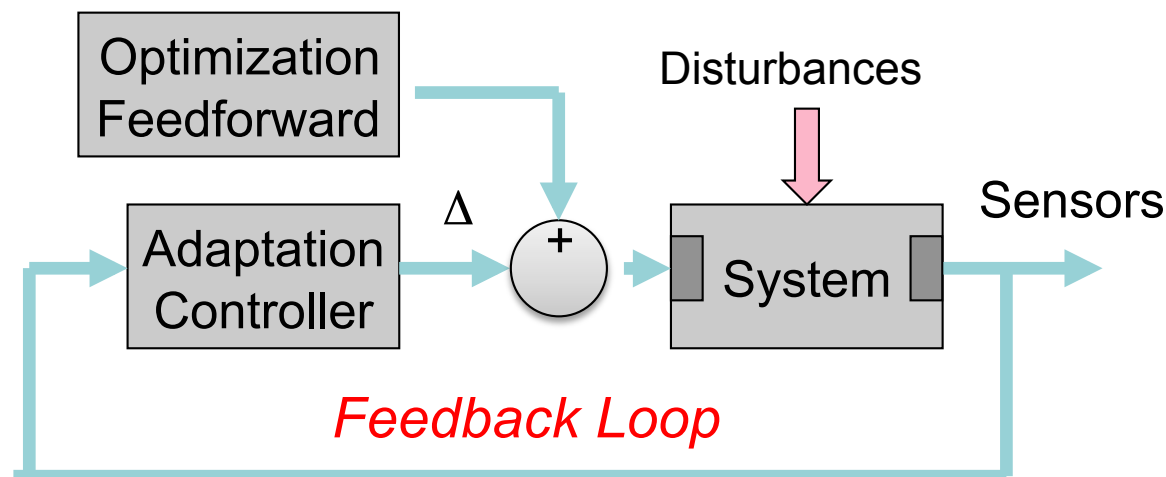 Optimization
Feedforward
Disturbances
Δ
Sensors
+
Adaptation
Controller
System
Feedback Loop